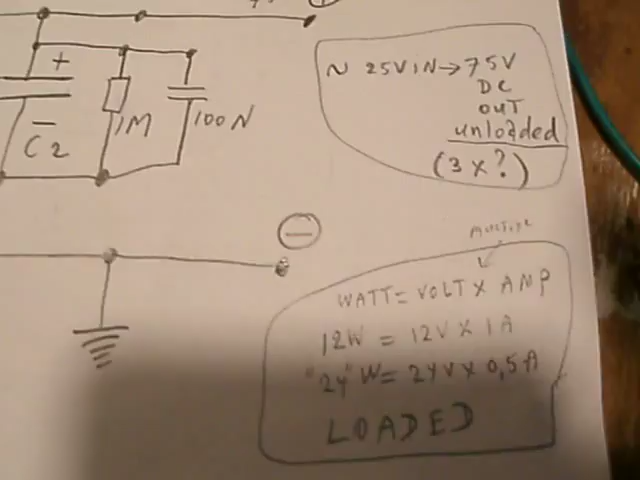 +
~ 25V IN → 75V
DC
OUT
unloaded
(3 x ?)
1M
100N
C2
WATT = VOLT X AMP
12W = 12V X 1A
"24" W = 24V X 0,5A
LOADED